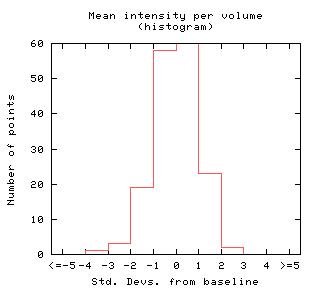 Mean intensity per volume
(histogram)
60
50
40
30
20
10
0
Number of points
<=-5 -4 -3 -2 -1 0 1 2 3 4 >=5
Std. Devs. from baseline